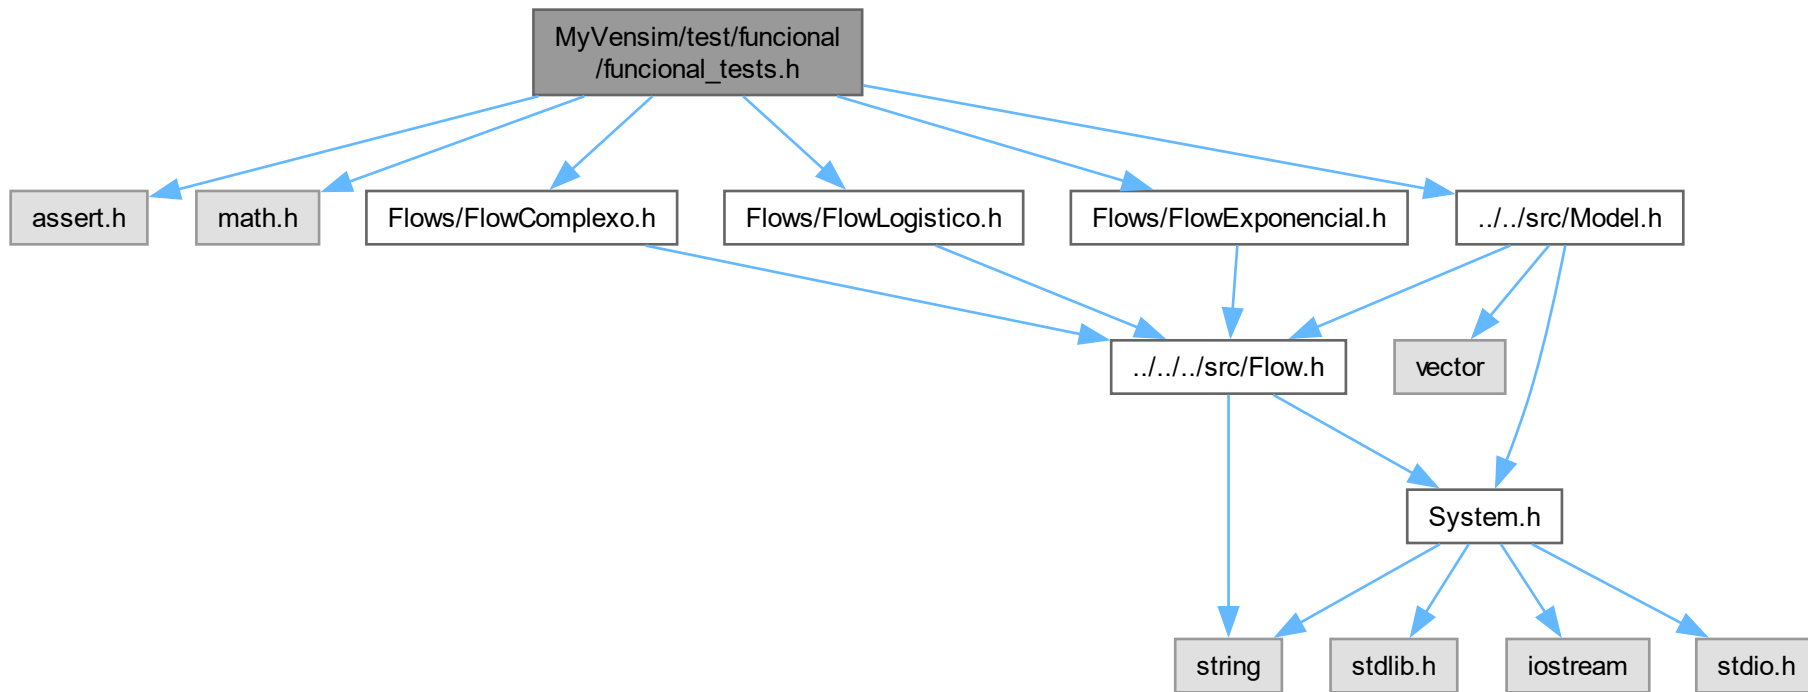 MyVensim/test/funcional
/funcional_tests.h
assert.h
math.h
Flows/FlowComplexo.h
Flows/FlowLogistico.h
Flows/FlowExponencial.h
../../src/Model.h
../../../src/Flow.h
vector
System.h
string
stdlib.h
iostream
stdio.h